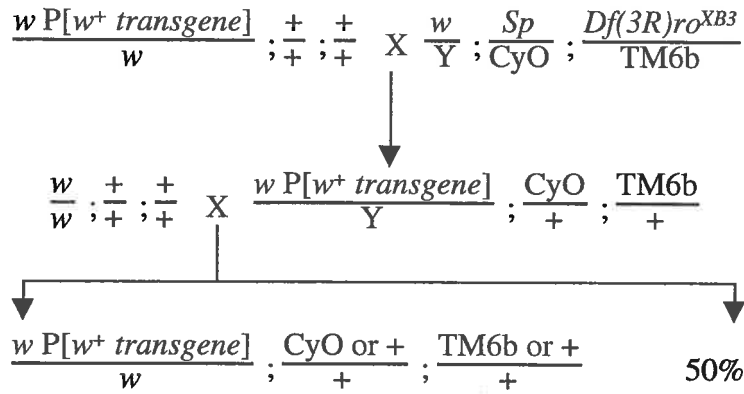 w P[w⁺ transgene]/w ; +/+ ; +/+ X w/Y ; Sp/CyO ; Df(3R)roˣᴮ³/TM6b
w/w ; +/+ ; +/+ X w P[w⁺ transgene]/Y ; CyO/+ ; TM6b/+
w P[w⁺ transgene]/w ; CyO or +/+ ; TM6b or +/+ 50%